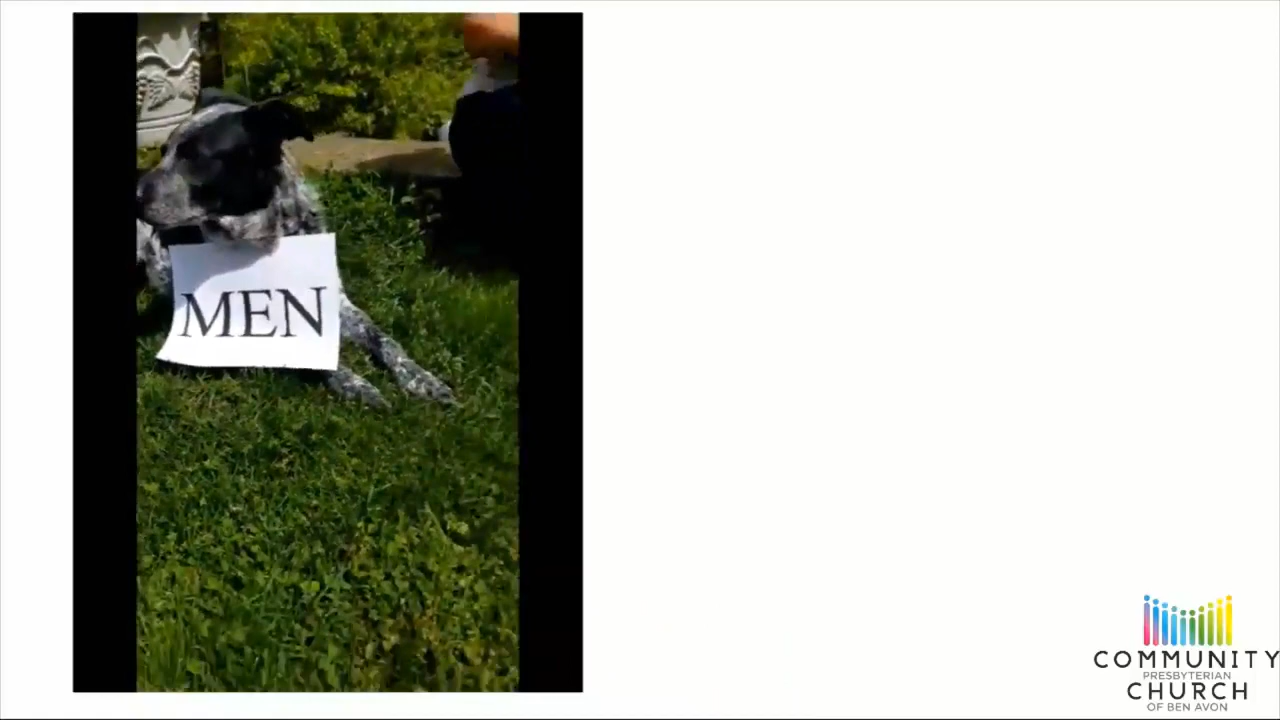 MEN
COMMUNITY
PRESBYTERIAN
CHURCH
OF BEN AVON